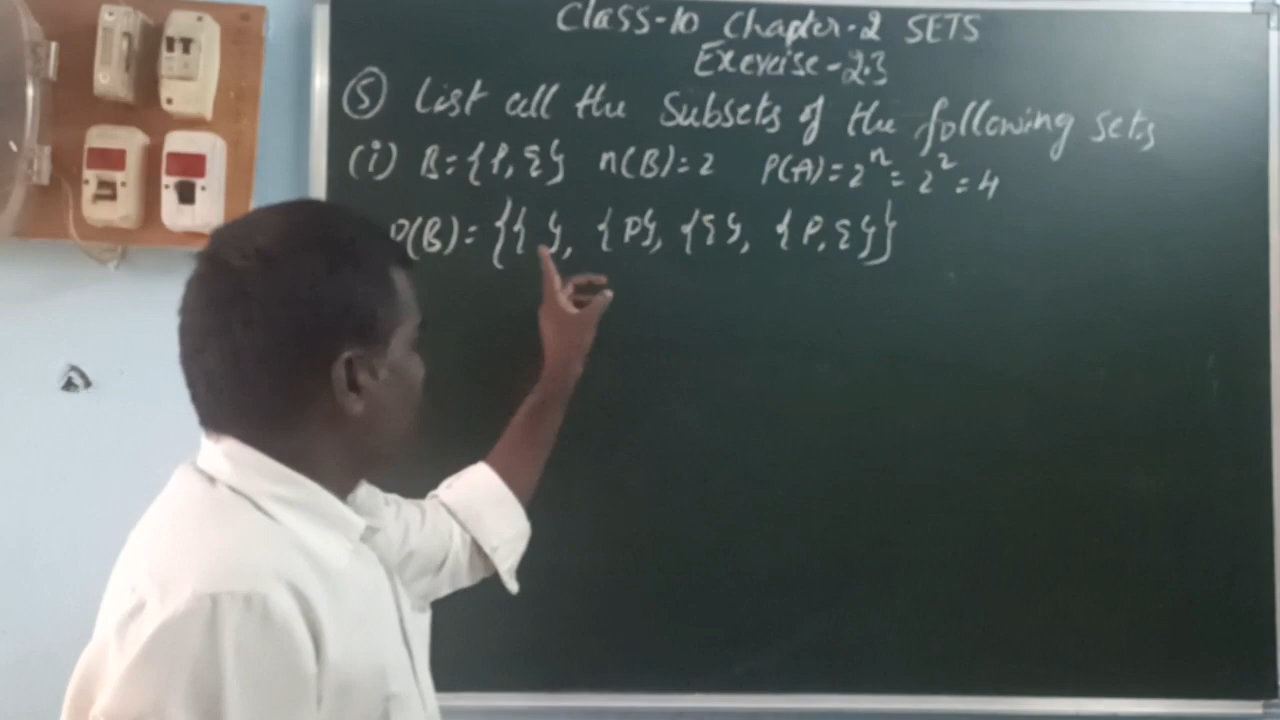 Class-10 Chapter-2 SETS
Exercise-2.3
⑤ List all the Subsets of the following sets
(i) B={P,q} n(B)=2 P(A)=2ⁿ=2²=4
P(B)={{ }, {P}, {q}, {P,q}}